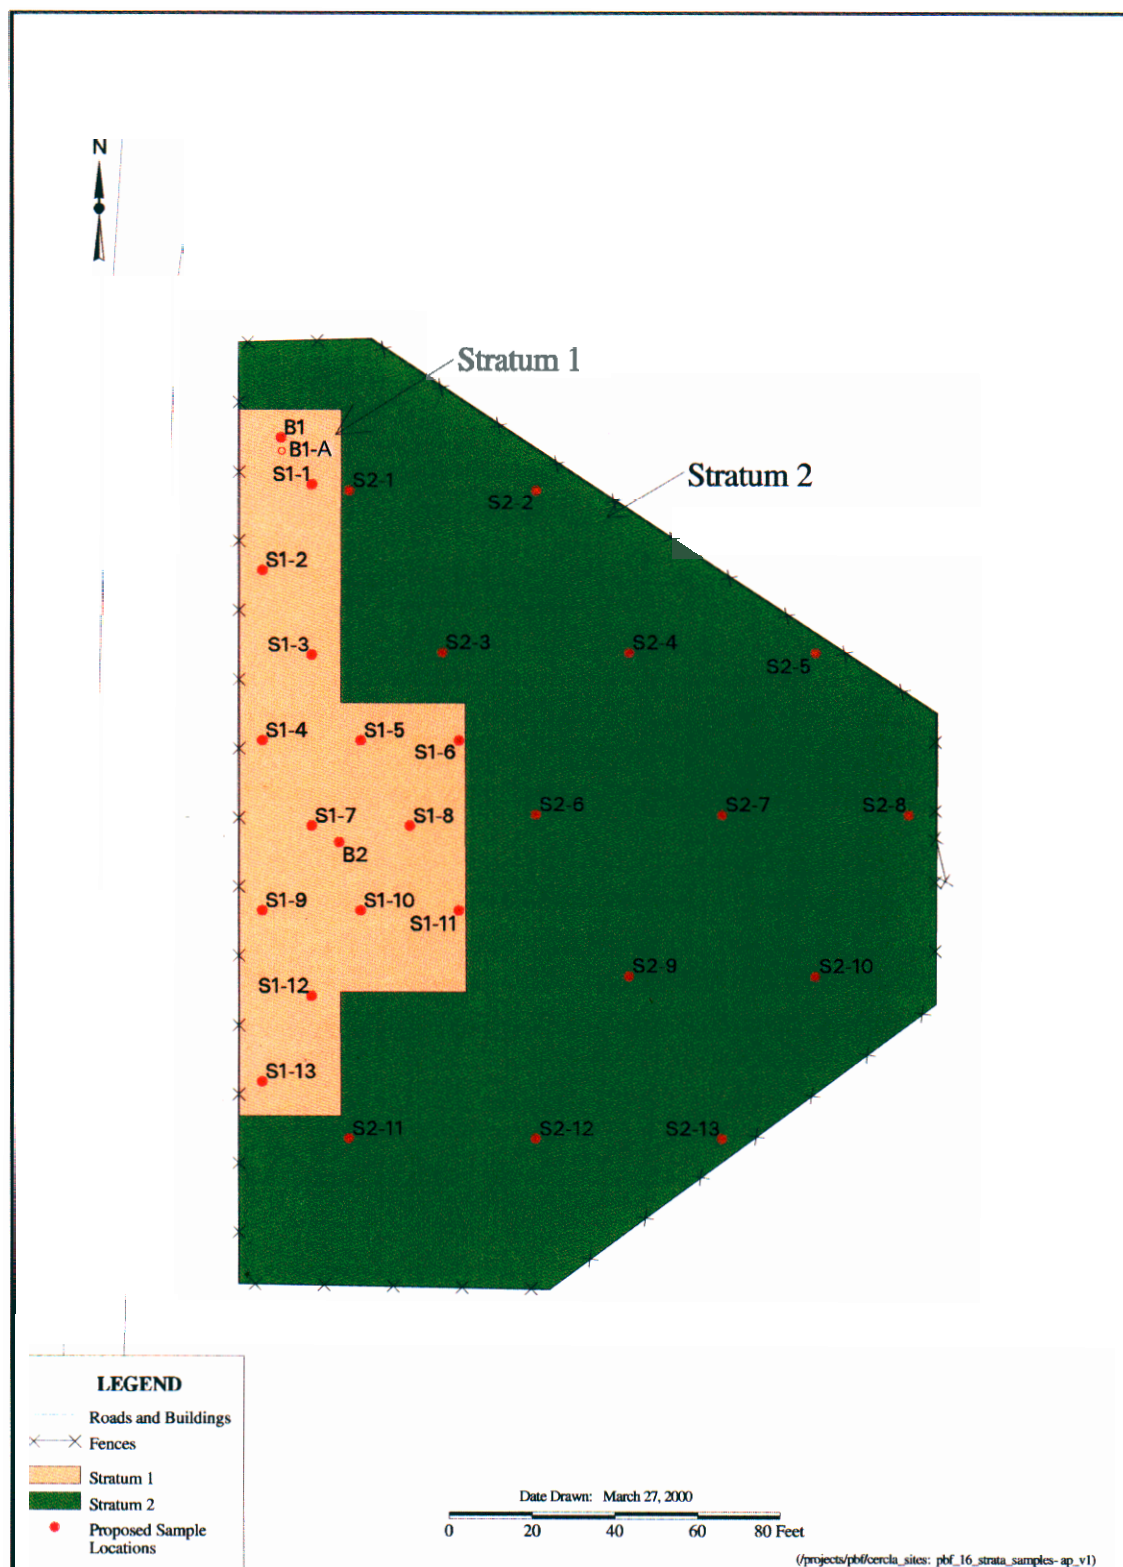 N
Stratum 1
B1
B1-A
S1-1
S2-1
Stratum 2
S2-2
S1-2
S1-3
S2-3
S2-4
S2-5
S1-4
S1-5
S1-6
S1-7
S1-8
S2-6
S2-7
S2-8
B2
S1-9
S1-10
S1-11
S2-9
S2-10
S1-12
S1-13
S2-11
S2-12
S2-13
LEGEND
Roads and Buildings
Fences
Stratum 1
Stratum 2
Proposed Sample
Locations
Date Drawn: March 27, 2000
0 20 40 60 80 Feet
(/projects/pbf/cercla_sites: pbf_16_strata_samples-ap_v1)